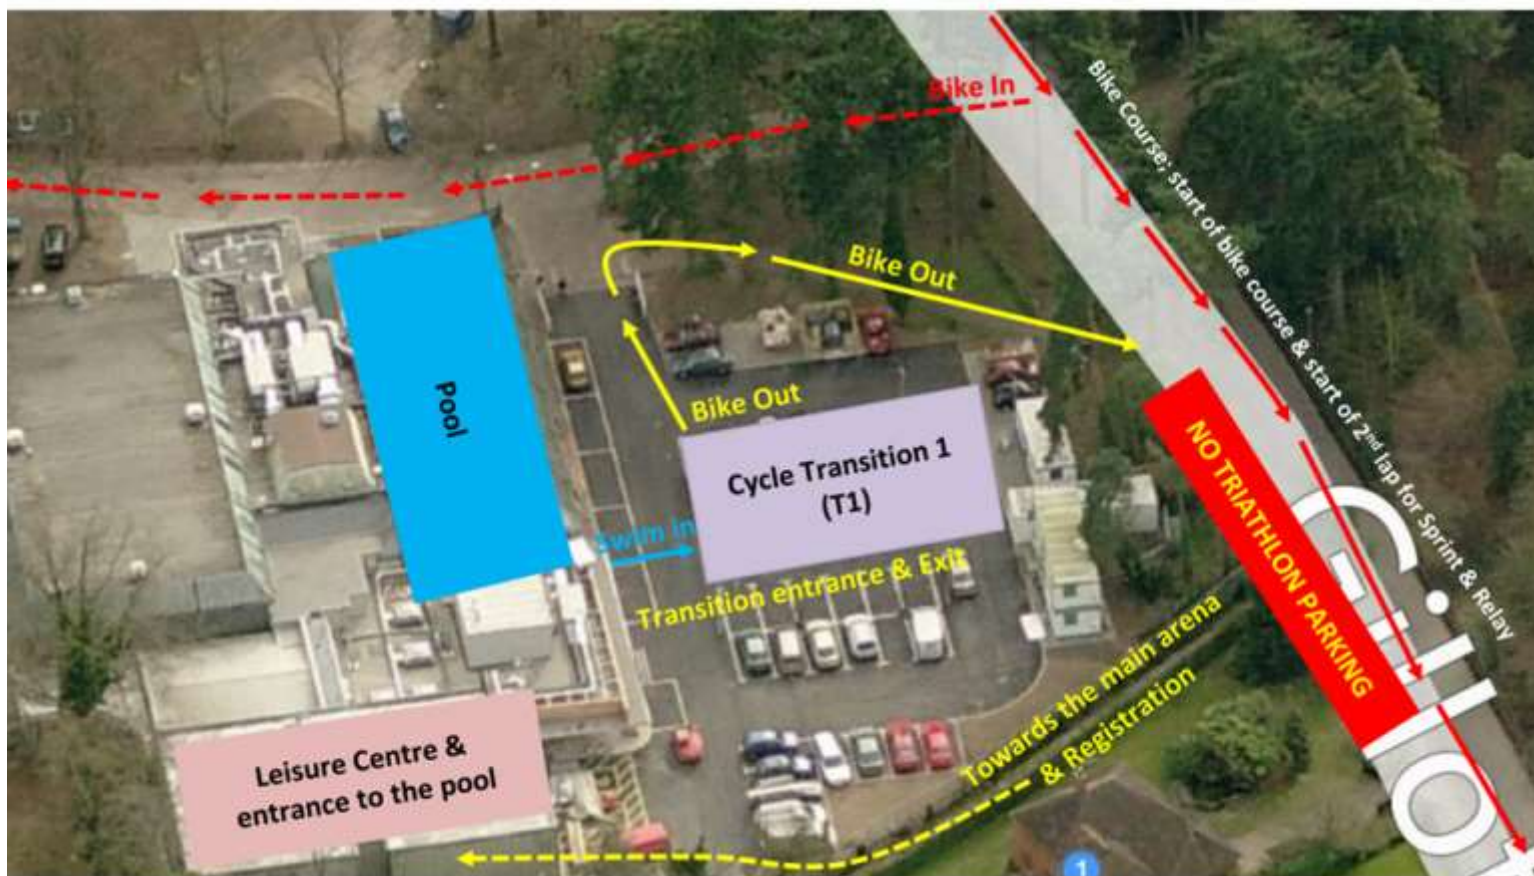 Bike In
Bike Course; start of bike course & start of 2nd lap for Sprint & Relay
Bike Out
Pool
Bike Out
Cycle Transition 1
(T1)
NO TRIATHLON PARKING
Swim in
Transition entrance & Exit
Towards the main arena
& Registration
Leisure Centre &
entrance to the pool
1